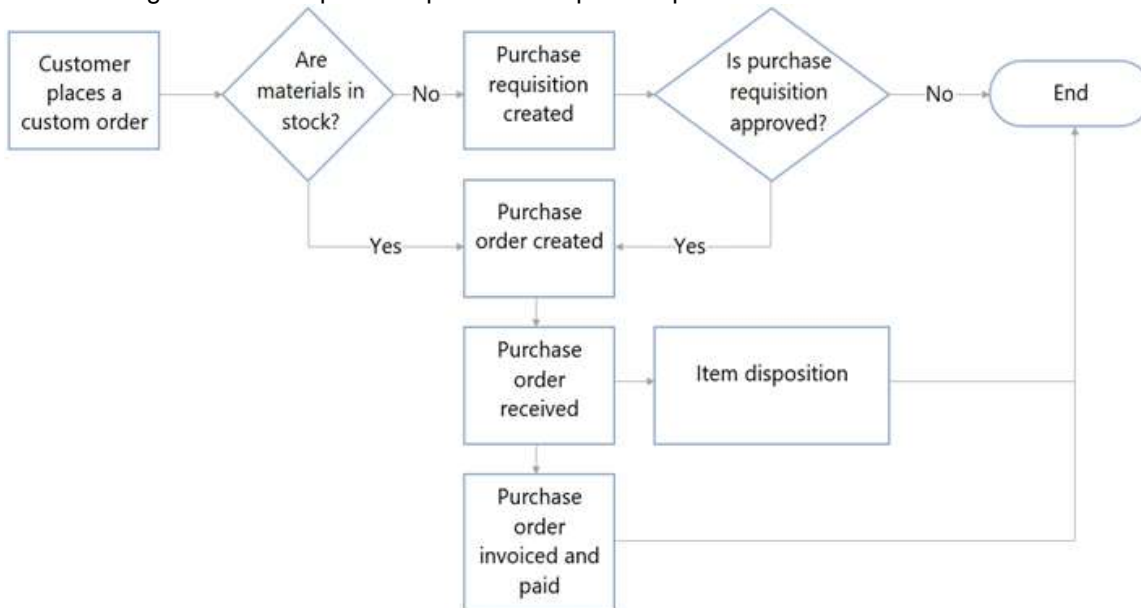 Customer
places a
custom order
Are
materials in
stock?
No
Purchase
requisition
created
Is purchase
requisition
approved?
No
End
Yes
Purchase
order created
Yes
Purchase
order
received
Item disposition
Purchase
order
invoiced and
paid